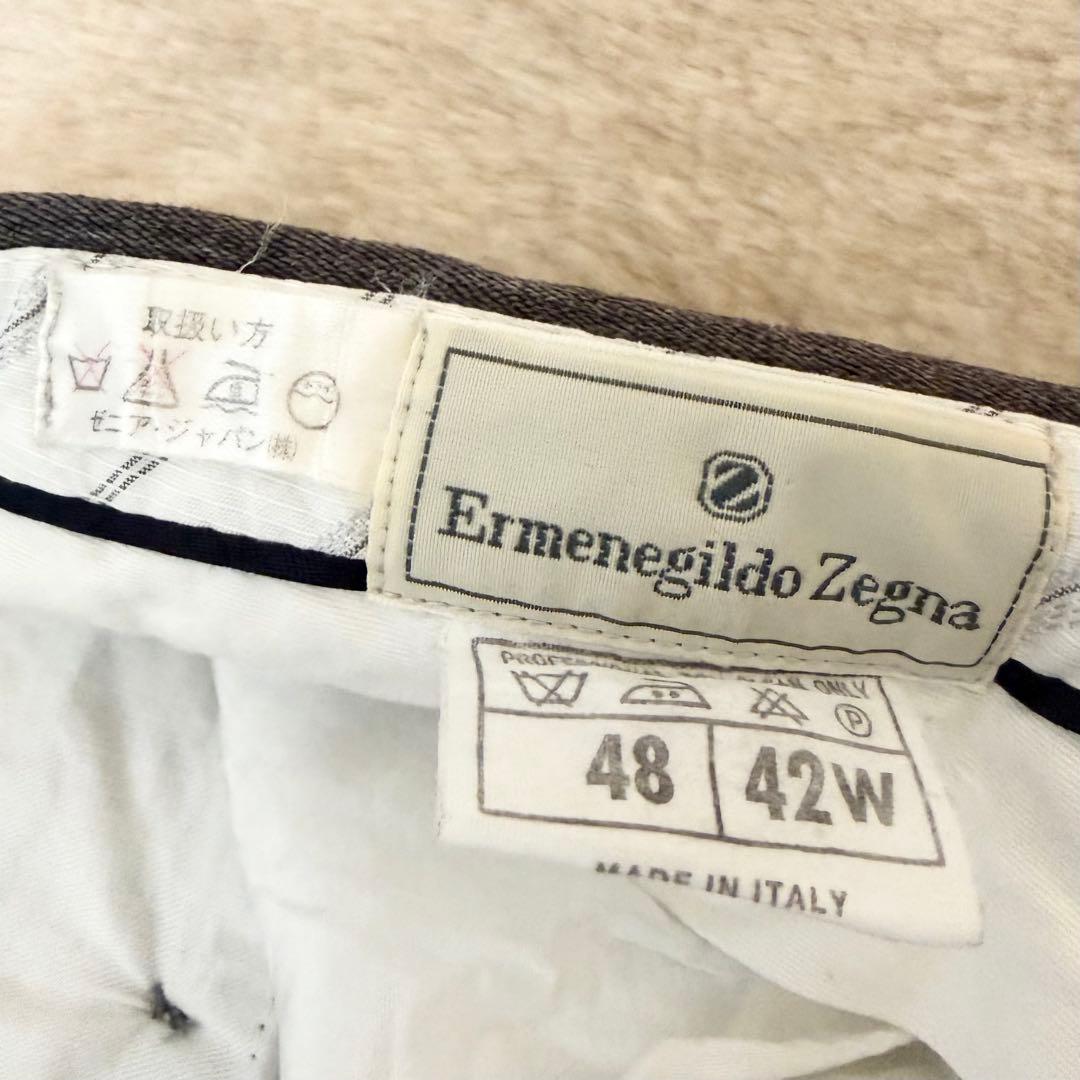 取扱い方
ゼニア・ジャパン(株)
Ermenegildo Zegna
ONLY
P
48
42W
MADE IN ITALY